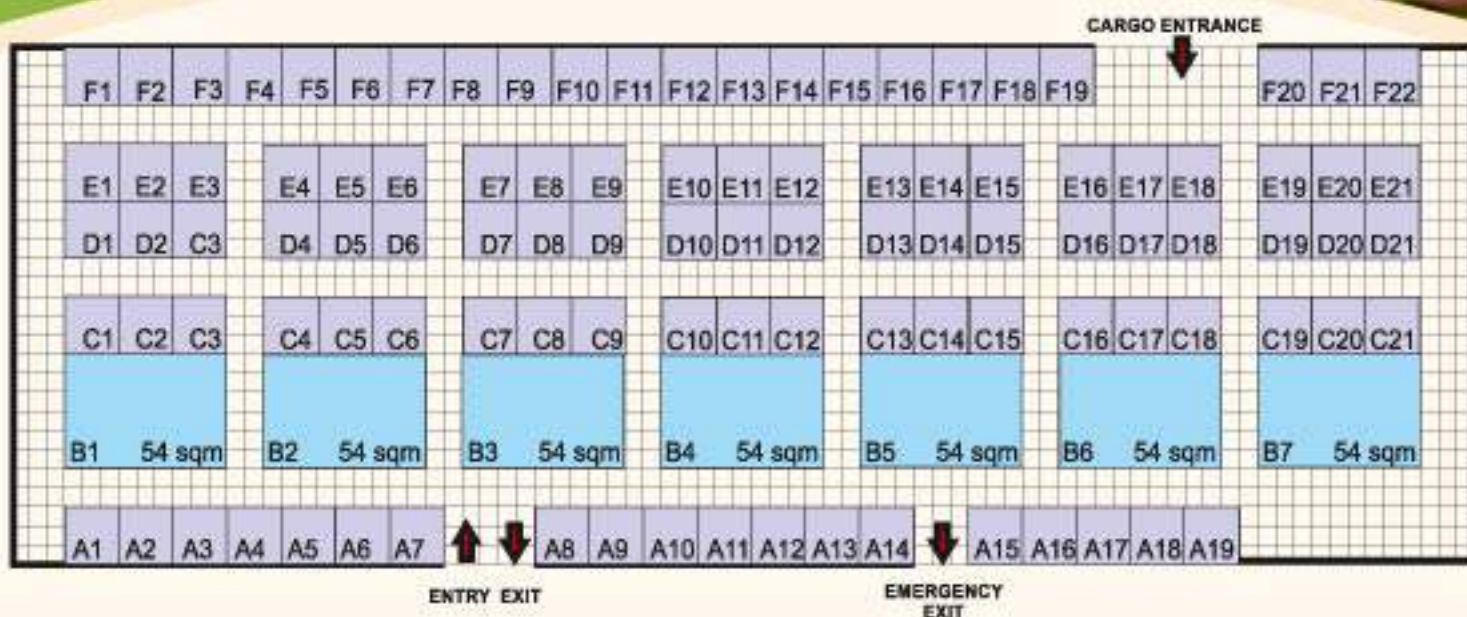 CARGO ENTRANCE
F1 F2 F3 F4 F5 F6 F7 F8 F9 F10 F11 F12 F13 F14 F15 F16 F17 F18 F19 F20 F21 F22
E1 E2 E3 E4 E5 E6 E7 E8 E9 E10 E11 E12 E13 E14 E15 E16 E17 E18 E19 E20 E21
D1 D2 C3 D4 D5 D6 D7 D8 D9 D10 D11 D12 D13 D14 D15 D16 D17 D18 D19 D20 D21
C1 C2 C3 C4 C5 C6 C7 C8 C9 C10 C11 C12 C13 C14 C15 C16 C17 C18 C19 C20 C21
B1 54 sqm B2 54 sqm B3 54 sqm B4 54 sqm B5 54 sqm B6 54 sqm B7 54 sqm
A1 A2 A3 A4 A5 A6 A7 A8 A9 A10 A11 A12 A13 A14 A15 A16 A17 A18 A19
ENTRY EXIT
EMERGENCY
EXIT